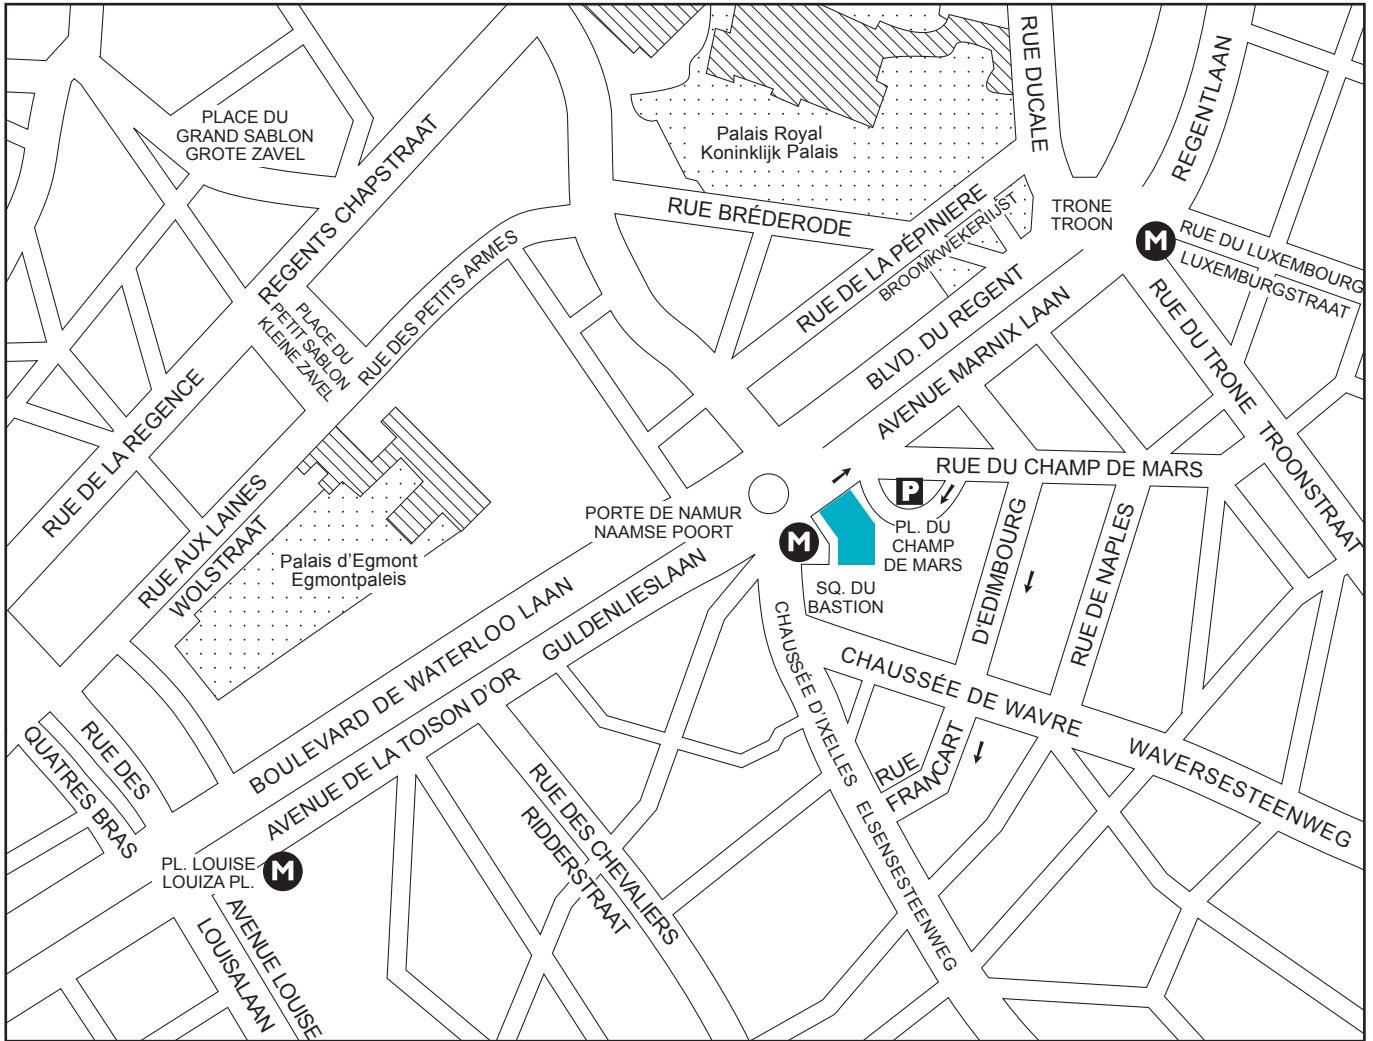 RUE DUCALE
REGENTLAAN
PLACE DU
GRAND SABLON
GROTE ZAVEL
Palais Royal
Koninklijk Palais
REGENTS CHAPSTRAAT
RUE BRÉDERODE
RUE DE LA PÉPINIERE
BROOMKWEKERIJST
TRONE
TROON
M
RUE DU LUXEMBOURG
LUXEMBURGSTRAAT
RUE DES PETITS ARMES
PLACE DU
PETIT SABLON
KLEINE ZAVEL
BLVD. DU REGENT
AVENUE MARNIX LAAN
RUE DU TRONE
TROONSTRAAT
RUE DE LA REGENCE
RUE AUX LAINES
WOLSTRAAT
Palais d'Egmont
Egmontpaleis
PORTE DE NAMUR
NAAMSE POORT
M
P
RUE DU CHAMP DE MARS
PL. DU
CHAMP
DE MARS
SQ. DU
BASTION
D'EDIMBOURG
RUE DE NAPLES
BOULEVARD DE WATERLOO LAAN
AVENUE DE LA TOISON D'OR
GULDENLIESLAAN
CHAUSSÉE D'IXELLES
ELSENSESTEENWEG
CHAUSSÉE DE WAVRE
WAVERSESTEENWEG
RUE
FRANCART
RUE DES
QUATRES BRAS
RUE DES CHEVALIERS
RIDDERSTRAAT
PL. LOUISE
LOUIZA PL.
M
AVENUE LOUISE
LOUISALAAN